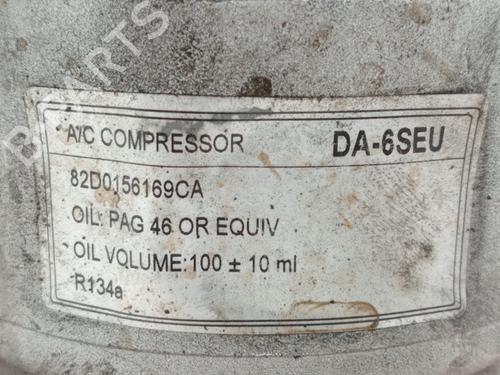 A/C COMPRESSOR DA-6SEU
82D0156169CA
OIL: PAG 46 OR EQUIV
OIL VOLUME:100 ± 10 ml
R134a